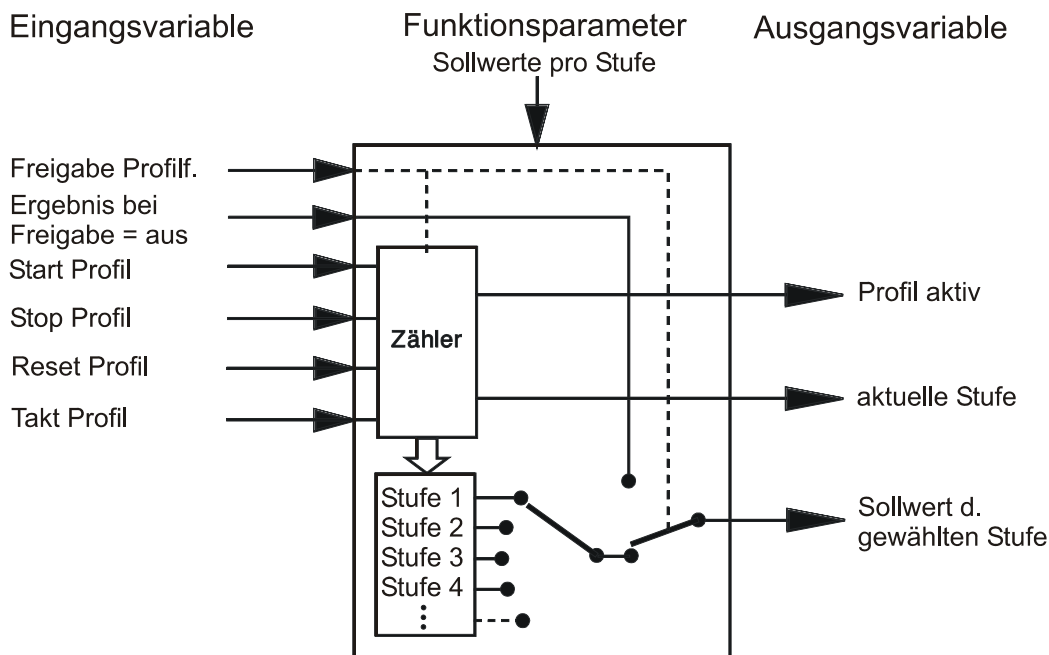 Eingangsvariable
Funktionsparameter
Sollwerte pro Stufe
Ausgangsvariable
Freigabe Profilf.
Ergebnis bei
Freigabe = aus
Start Profil
Stop Profil
Reset Profil
Takt Profil
Zähler
Profil aktiv
aktuelle Stufe
Stufe 1
Stufe 2
Stufe 3
Stufe 4
Sollwert d.
gewählten Stufe